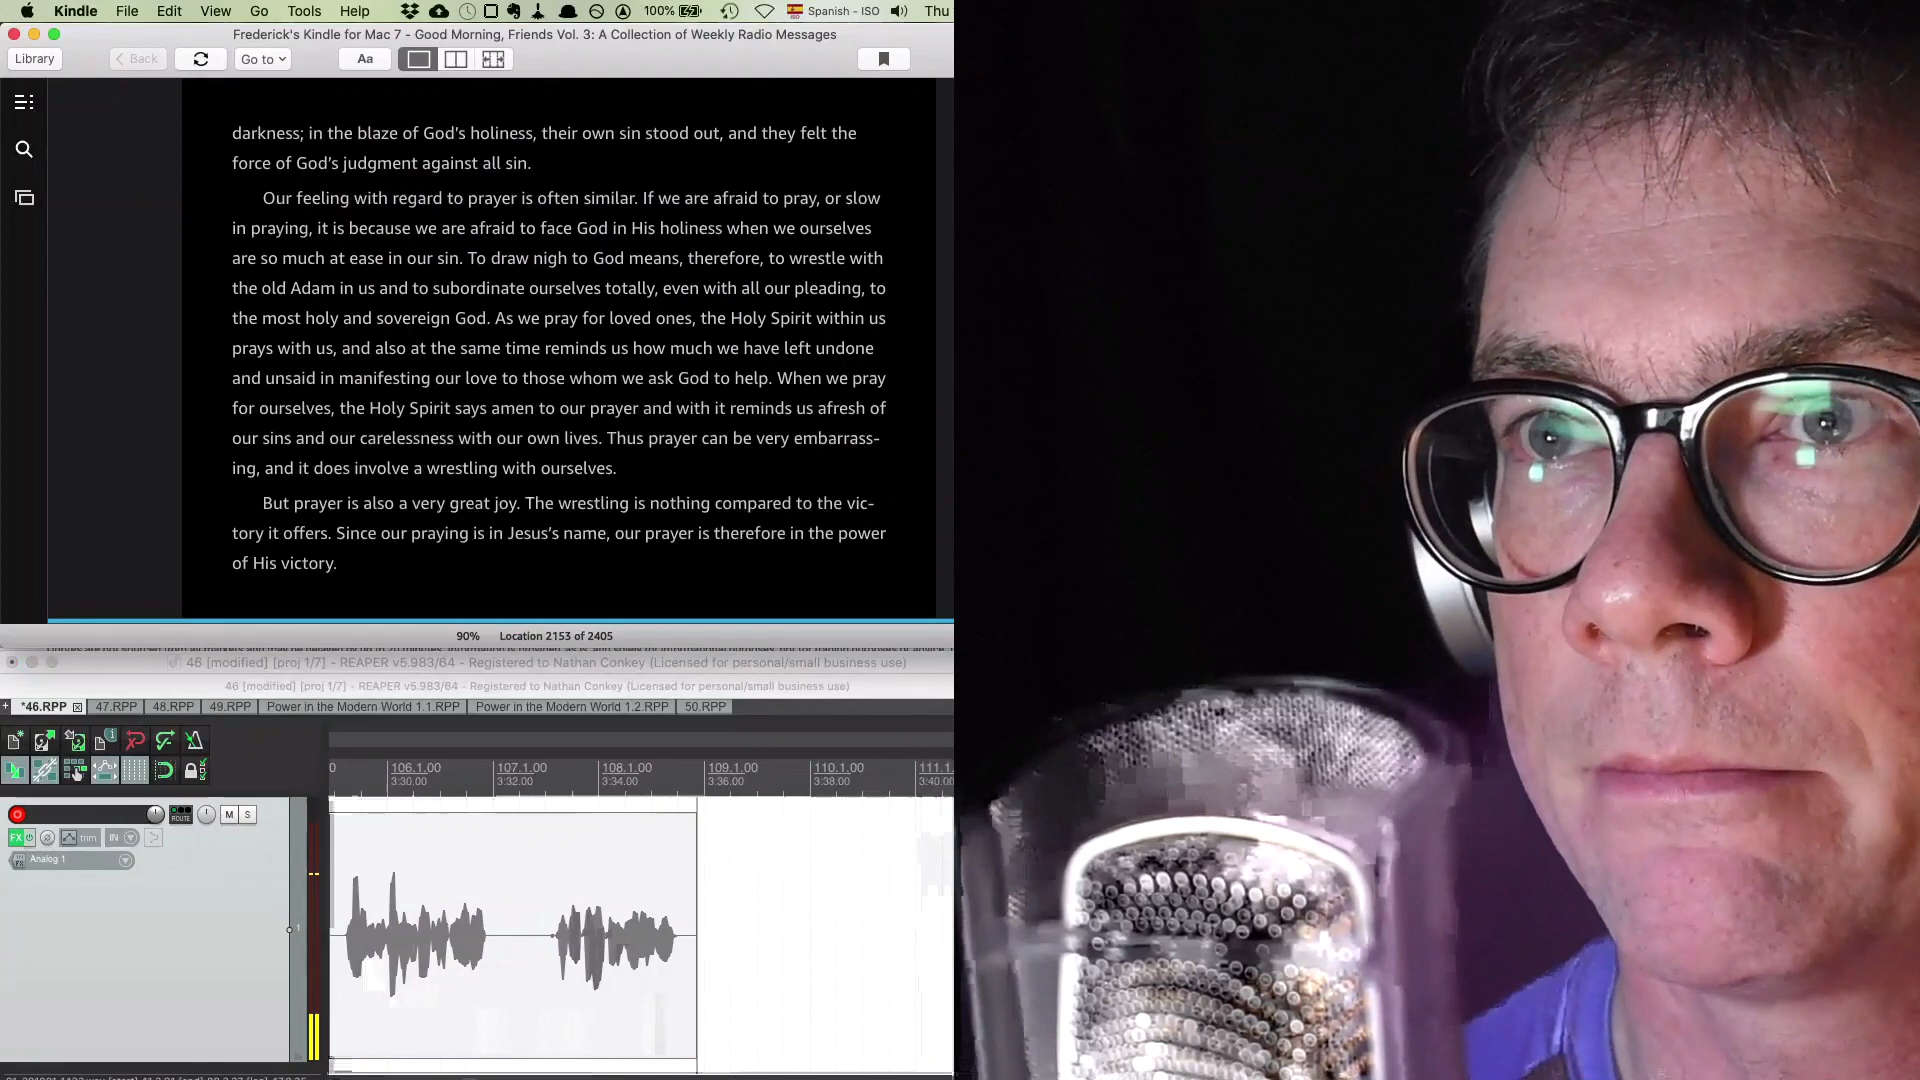 Kindle File Edit View Go Tools Help 100% Spanish - ISO Thu
Frederick's Kindle for Mac 7 - Good Morning, Friends Vol. 3: A Collection of Weekly Radio Messages
Library Back Go to Aa
darkness; in the blaze of God’s holiness, their own sin stood out, and they felt the
force of God’s judgment against all sin.
Our feeling with regard to prayer is often similar. If we are afraid to pray, or slow
in praying, it is because we are afraid to face God in His holiness when we ourselves
are so much at ease in our sin. To draw nigh to God means, therefore, to wrestle with
the old Adam in us and to subordinate ourselves totally, even with all our pleading, to
the most holy and sovereign God. As we pray for loved ones, the Holy Spirit within us
prays with us, and also at the same time reminds us how much we have left undone
and unsaid in manifesting our love to those whom we ask God to help. When we pray
for ourselves, the Holy Spirit says amen to our prayer and with it reminds us afresh of
our sins and our carelessness with our own lives. Thus prayer can be very embarrass-
ing, and it does involve a wrestling with ourselves.
But prayer is also a very great joy. The wrestling is nothing compared to the vic-
tory it offers. Since our praying is in Jesus’s name, our prayer is therefore in the power
of His victory.
90% Location 2153 of 2405
46 [modified] [proj 1/7] - REAPER v5.983/64 - Registered to Nathan Conkey (Licensed for personal/small business use)
46 [modified] [proj 1/7] - REAPER v5.983/64 - Registered to Nathan Conkey (Licensed for personal/small business use)
+ *46.RPP 47.RPP 48.RPP 49.RPP Power in the Modern World 1.1.RPP Power in the Modern World 1.2.RPP 50.RPP
0 106.1.00 107.1.00 108.1.00 109.1.00 110.1.00 111.1.
3:30.00 3:32.00 3:34.00 3:36.00 3:38.00 3:40.0
ROUTE M S
FX trim IN
IN FX Analog 1
1